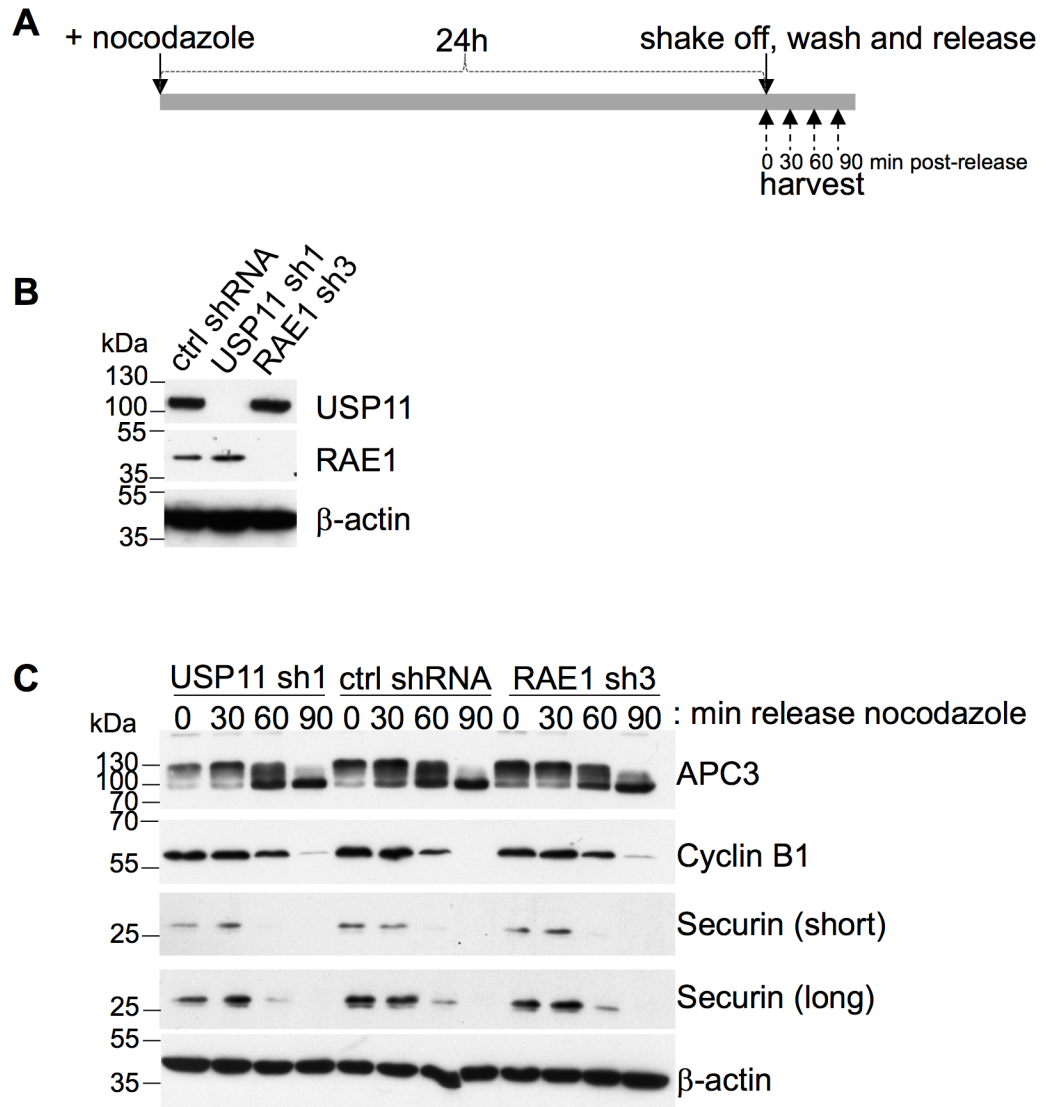 A
+ nocodazole 24h shake off, wash and release
0 30 60 90 min post-release
harvest
B
ctrl shRNA
USP11 sh1
RAE1 sh3
kDa
130
100 USP11
55
RAE1
35
55
β-actin
35
C
USP11 sh1 ctrl shRNA RAE1 sh3
kDa 0 30 60 90 0 30 60 90 0 30 60 90 : min release nocodazole
130
100 APC3
70
70
Cyclin B1
55
Securin (short)
25
Securin (long)
25
55
β-actin
35